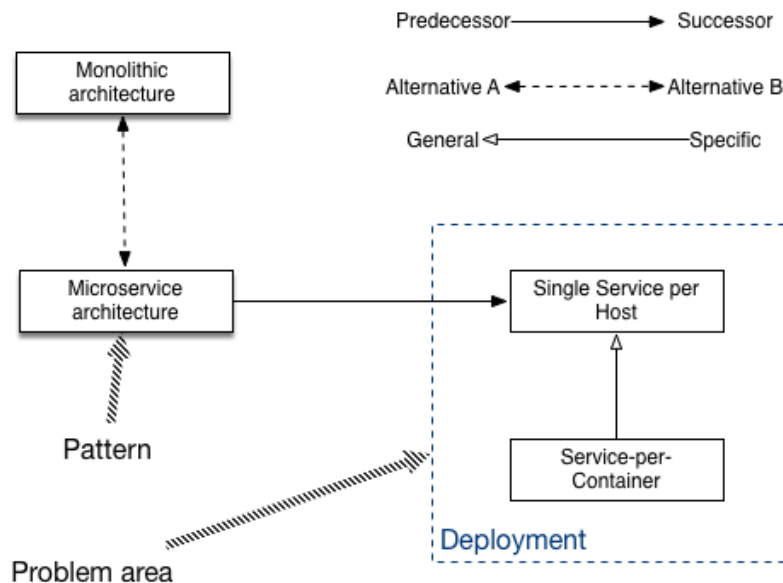 Predecessor
Successor
Monolithic
architecture
Alternative A
Alternative B
General
Specific
Microservice
architecture
Single Service per
Host
Pattern
Service-per-
Container
Deployment
Problem area